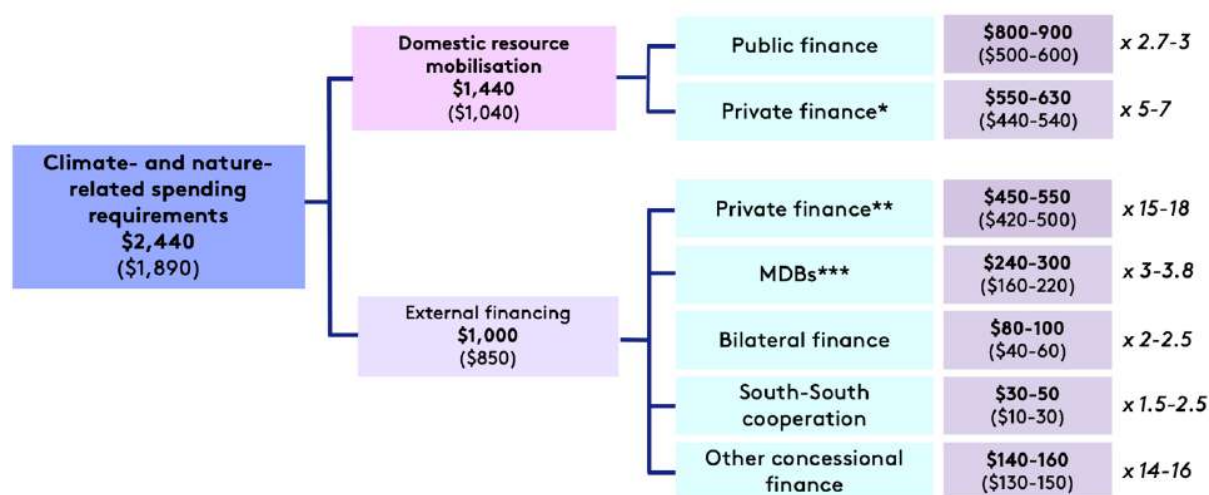 Climate- and nature-
related spending
requirements
$2,440
($1,890)
Domestic resource
mobilisation
$1,440
($1,040)
Public finance
$800-900
($500-600)
x 2.7-3
Private finance*
$550-630
($440-540)
x 5-7
External financing
$1,000
($850)
Private finance**
$450-550
($420-500)
x 15-18
MDBs***
$240-300
($160-220)
x 3-3.8
Bilateral finance
$80-100
($40-60)
x 2-2.5
South-South
cooperation
$30-50
($10-30)
x 1.5-2.5
Other concessional
finance
$140-160
($130-150)
x 14-16